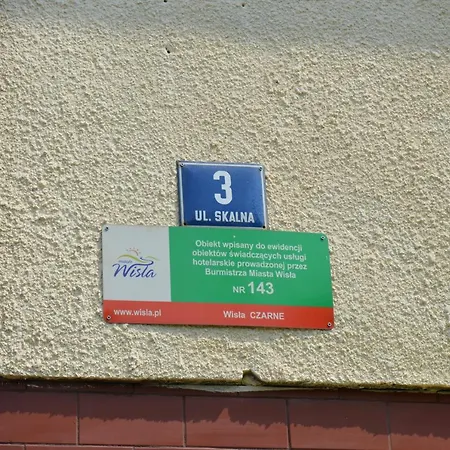 3
UL. SKALNA
Obiekt wpisany do ewidencji
obiektów świadczących usługi
hotelarskie prowadzonej przez
Burmistrza Miasta Wisła
NR 143
Wisła
www.wisla.pl
Wisła CZARNE